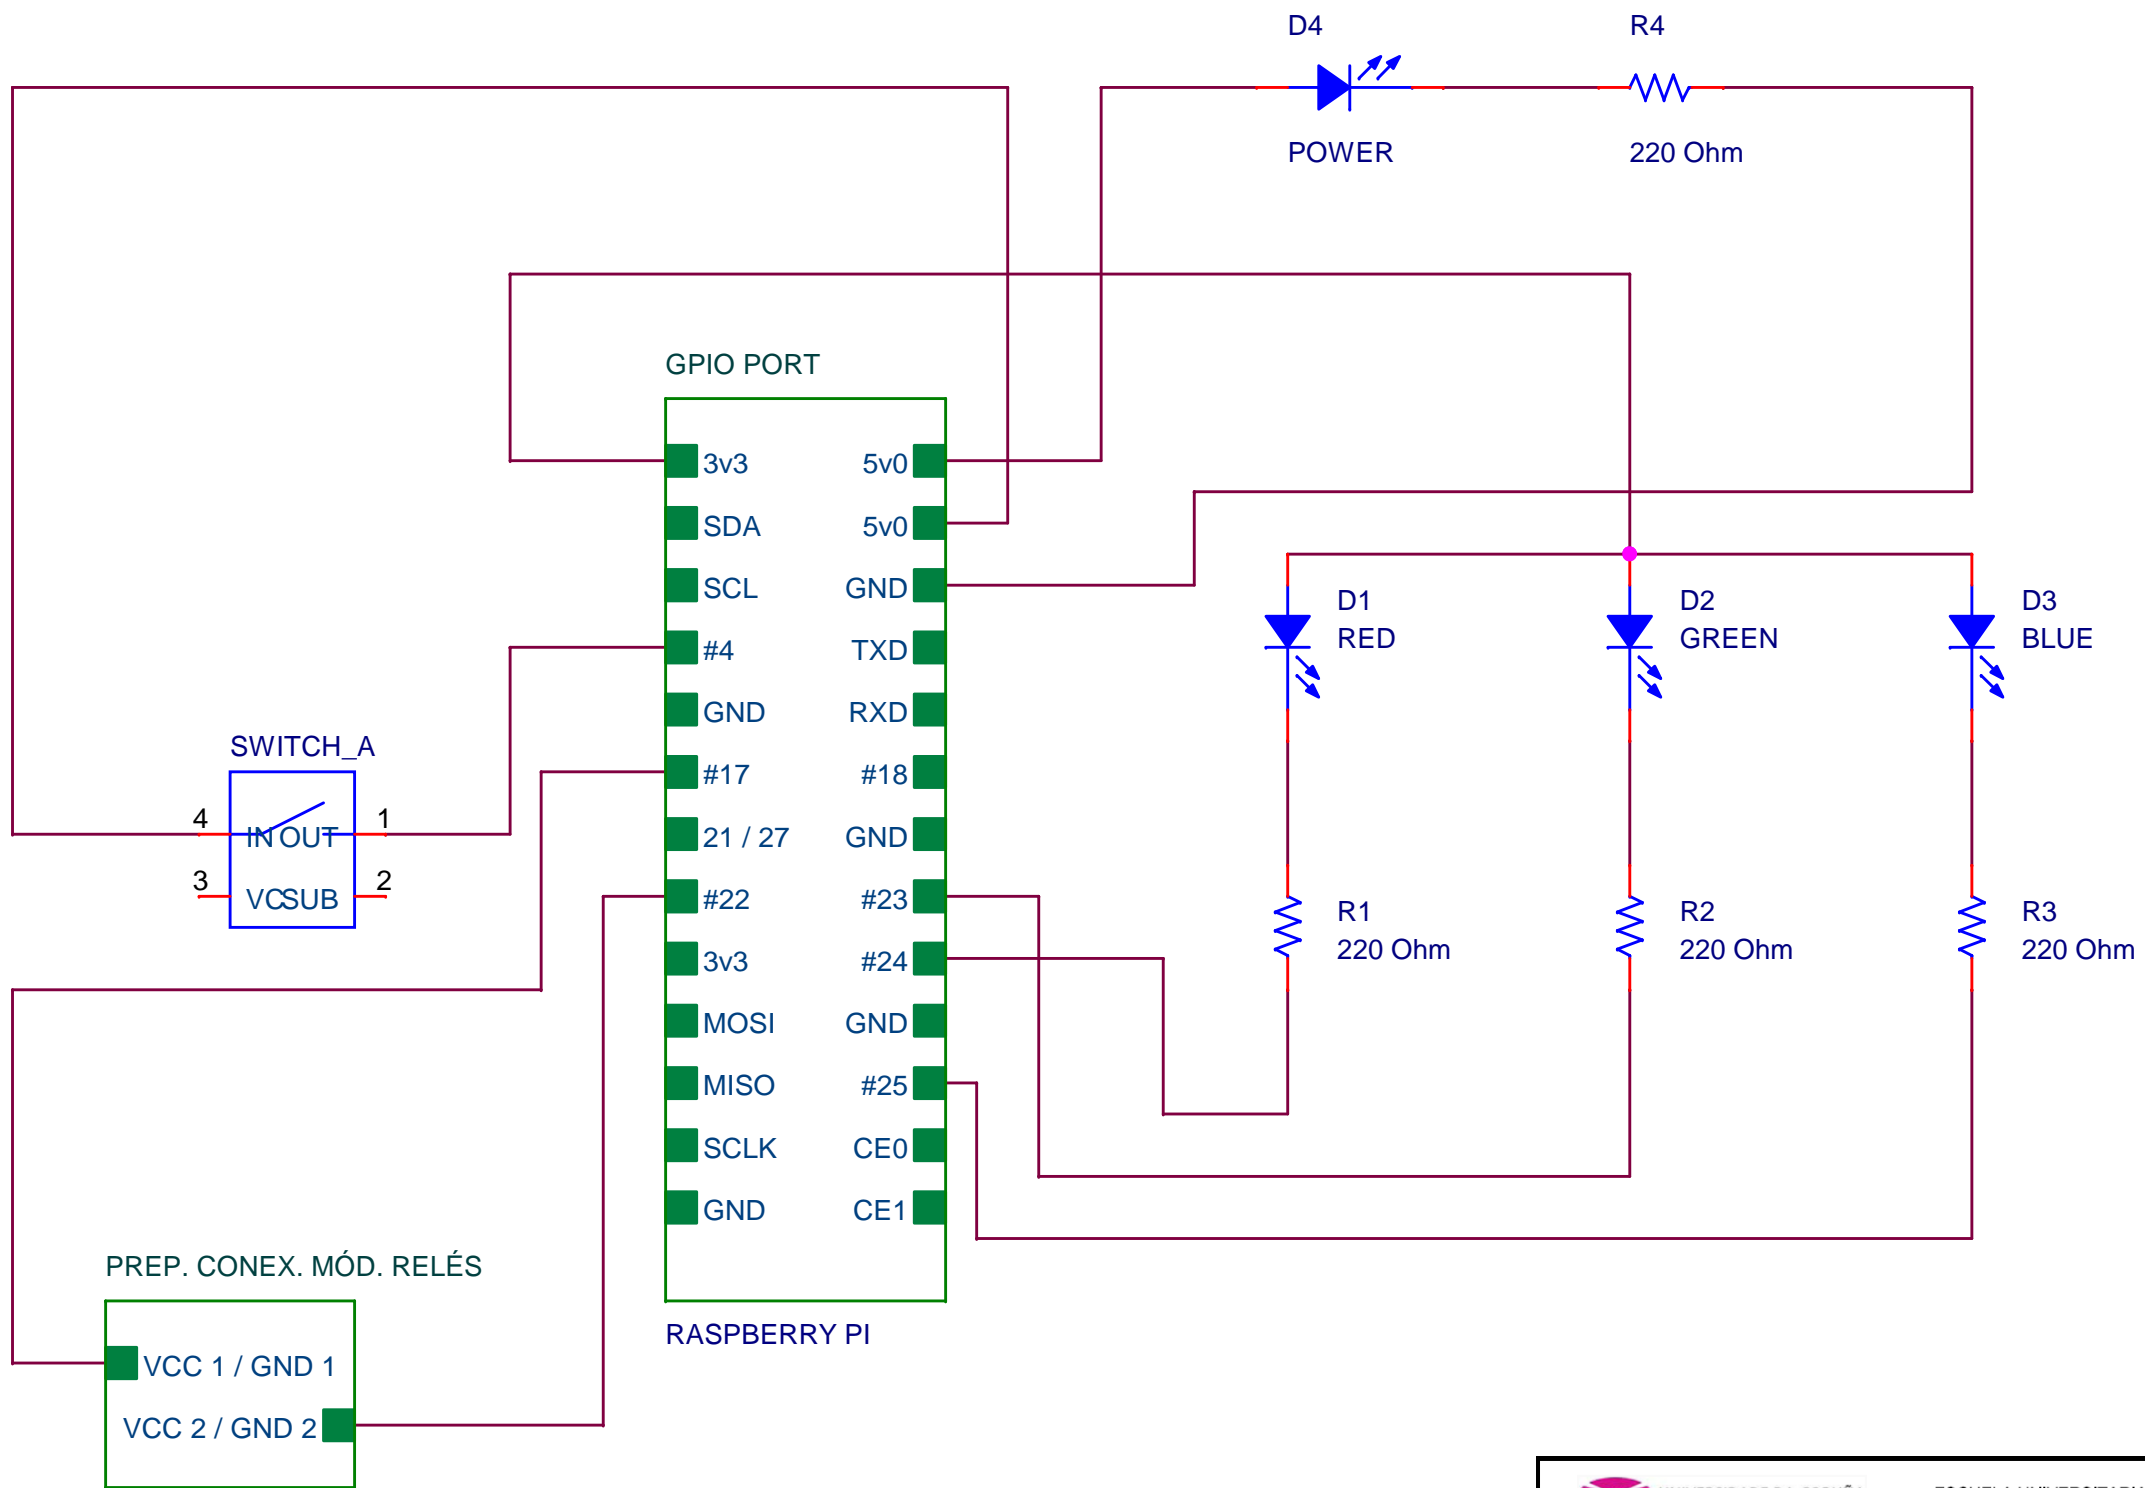 D4
R4
POWER
220 Ohm
GPIO PORT
3v3
5v0
SDA
5v0
SCL
GND
#4
TXD
GND
RXD
#17
#18
21 / 27
GND
#22
#23
3v3
#24
MOSI
GND
MISO
#25
SCLK
CE0
GND
CE1
RASPBERRY PI
D1
RED
D2
GREEN
D3
BLUE
R1
220 Ohm
R2
220 Ohm
R3
220 Ohm
SWITCH_A
4
1
IN OUT
3
2
VCSUB
PREP. CONEX. MÓD. RELÉS
VCC 1 / GND 1
VCC 2 / GND 2